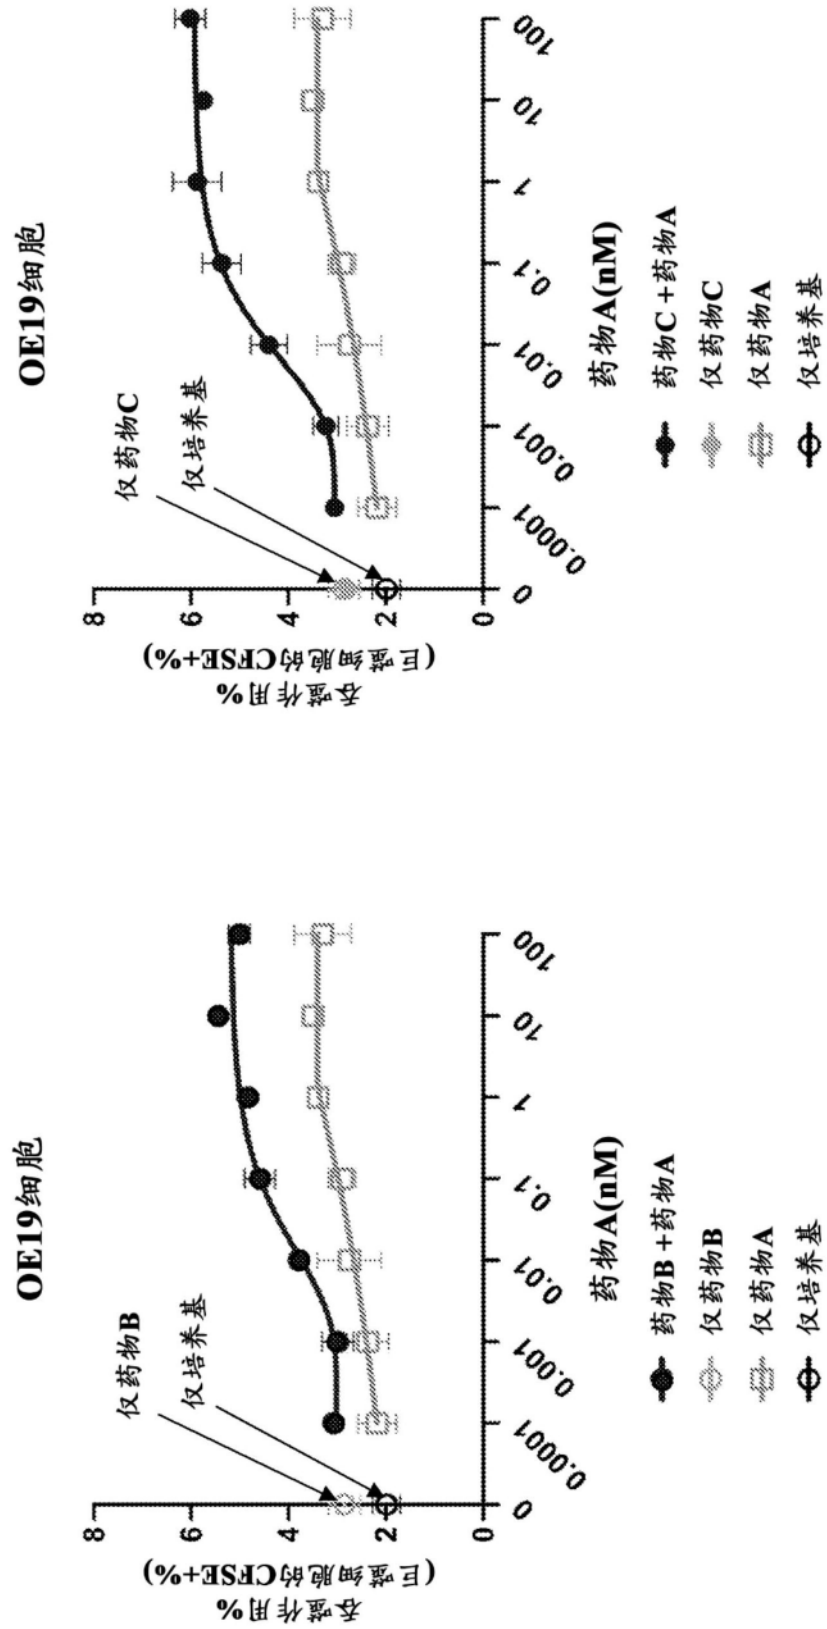 OE19细胞
吞噬作用%
(巨噬细胞的CFSE+%)
8
6
4
2
0
仅药物B
仅培养基
0
0.0001
0.001
0.01
0.1
1
10
100
药物A(nM)
药物B+药物A
仅药物B
仅药物A
仅培养基
OE19细胞
吞噬作用%
(巨噬细胞的CFSE+%)
8
6
4
2
0
仅药物C
仅培养基
0
0.0001
0.001
0.01
0.1
1
10
100
药物A(nM)
药物C+药物A
仅药物C
仅药物A
仅培养基